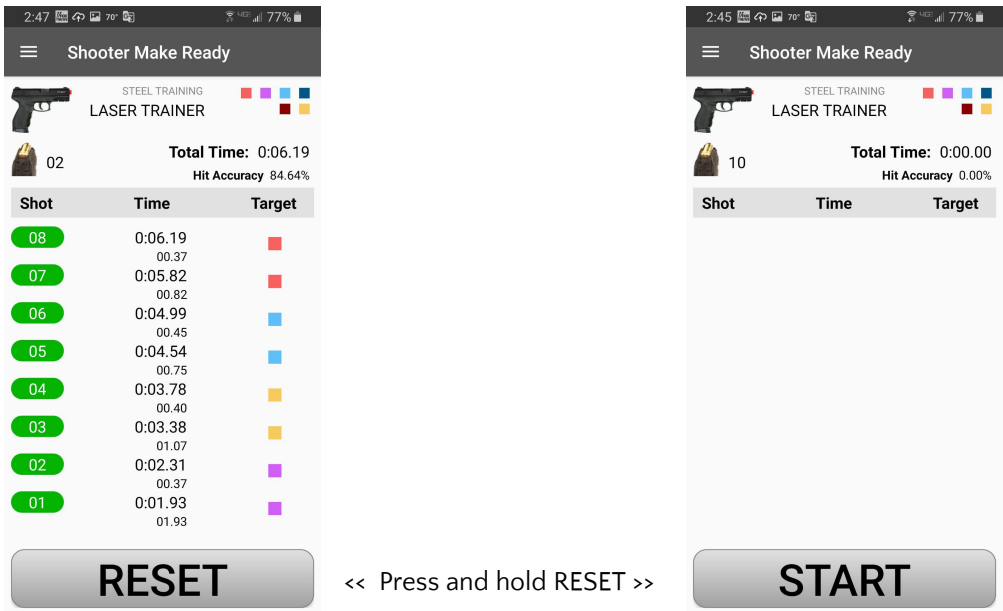 2:47 70° 4GE 77%
Shooter Make Ready
STEEL TRAINING
LASER TRAINER
02
Total Time: 0:06.19
Hit Accuracy 84.64%
Shot Time Target
08 0:06.19
00.37
07 0:05.82
00.82
06 0:04.99
00.45
05 0:04.54
00.75
04 0:03.78
00.40
03 0:03.38
01.07
02 0:02.31
00.37
01 0:01.93
01.93
RESET
<< Press and hold RESET >>
2:45 70° 4GE 77%
Shooter Make Ready
STEEL TRAINING
LASER TRAINER
10
Total Time: 0:00.00
Hit Accuracy 0.00%
Shot Time Target
START